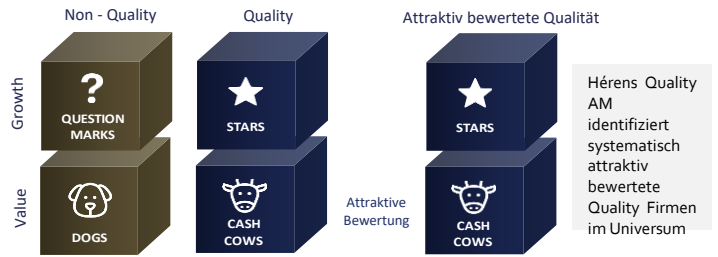 Non - Quality
Quality
Attraktiv bewertete Qualität
Growth
?
QUESTION
MARKS
STARS
STARS
Value
DOGS
CASH
COWS
Attraktive
Bewertung
CASH
COWS
Hérens Quality
AM
identifiziert
systematisch
attraktiv
bewertete
Quality Firmen
im Universum